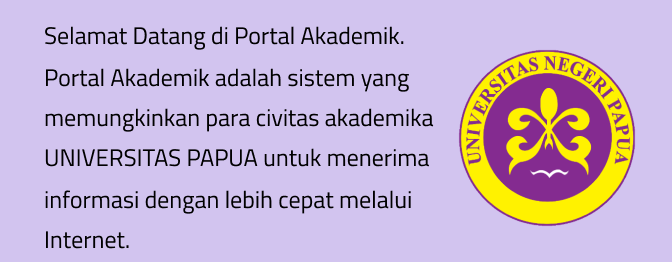 Selamat Datang di Portal Akademik.
Portal Akademik adalah sistem yang
memungkinkan para civitas akademika
UNIVERSITAS PAPUA untuk menerima
informasi dengan lebih cepat melalui
Internet.
UNIVERSITAS NEGERI PAPUA